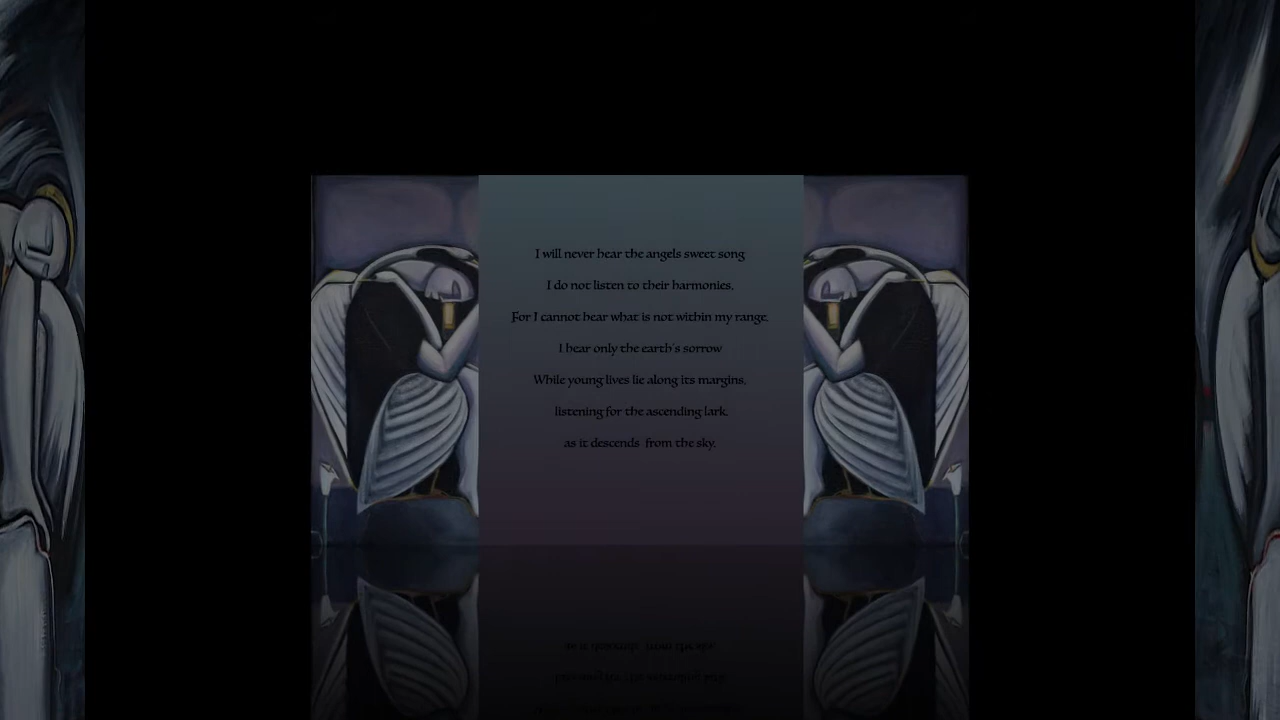 I will never hear the angels sweet song
I do not listen to their harmonies,
For I cannot hear what is not within my range.
I hear only the earth's sorrow
While young lives lie along its margins,
listening for the ascending lark,
as it descends from the sky.